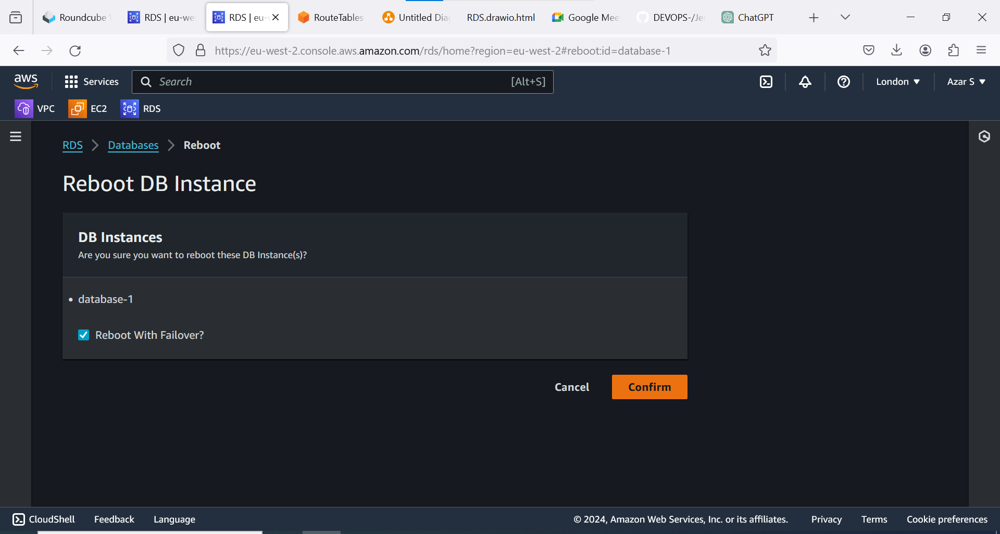 Roundcube
RDS | eu-we
RDS | eu-
RouteTables
Untitled Dia
RDS.drawio.html
Google Mee
DEVOPS-/Je
ChatGPT
https://eu-west-2.console.aws.amazon.com/rds/home?region=eu-west-2#reboot:id=database-1
aws
Services
Search
[Alt+S]
London
Azar S
VPC
EC2
RDS
RDS
Databases
Reboot
Reboot DB Instance
DB Instances
Are you sure you want to reboot these DB Instance(s)?
• database-1
Reboot With Failover?
Cancel
Confirm
CloudShell
Feedback
Language
© 2024, Amazon Web Services, Inc. or its affiliates.
Privacy
Terms
Cookie preferences